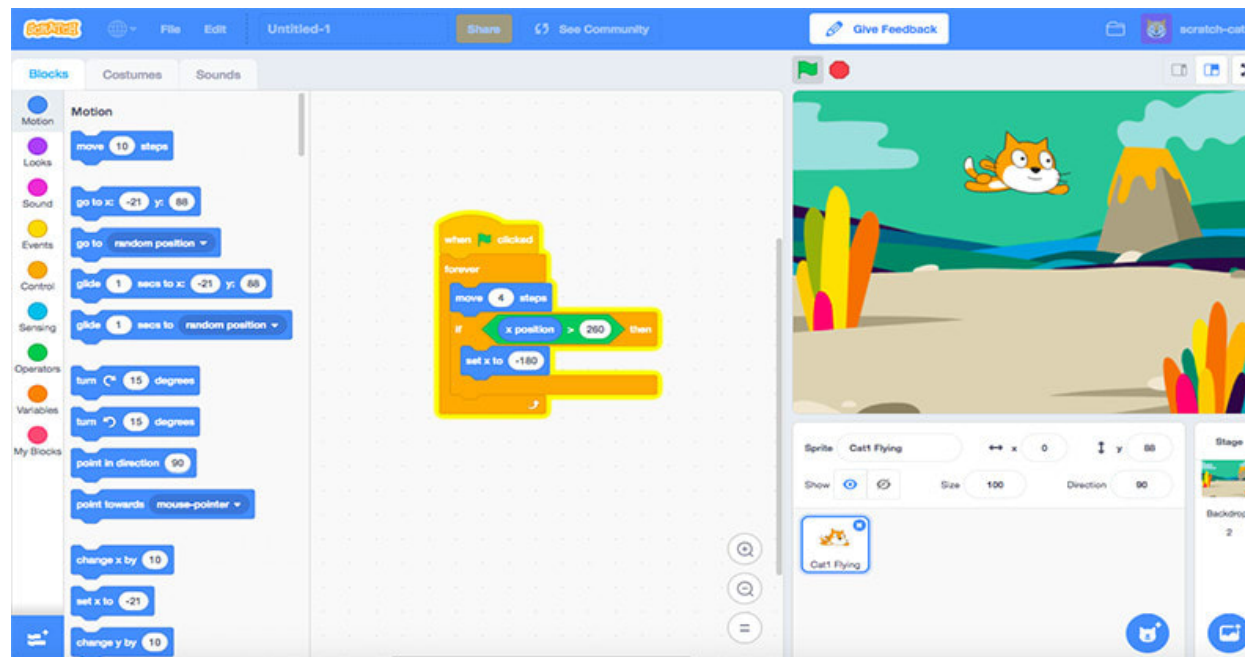 SCRATCH File Edit Untitled-1 Share See Community Give Feedback scratch-cat
Blocks Costumes Sounds
Motion
Looks
Sound
Events
Control
Sensing
Operators
Variables
My Blocks
Motion
move 10 steps
go to x: -21 y: 88
go to random position
glide 1 secs to x: -21 y: 88
glide 1 secs to random position
turn 15 degrees
turn 15 degrees
point in direction 90
point towards mouse-pointer
change x by 10
set x to -21
change y by 10
when clicked
forever
move 4 steps
if x position > 260 then
set x to -180
Sprite Cat1 Flying x 0 y 88
Show Size 100 Direction 90
Cat1 Flying
Stage
Backdrop
2